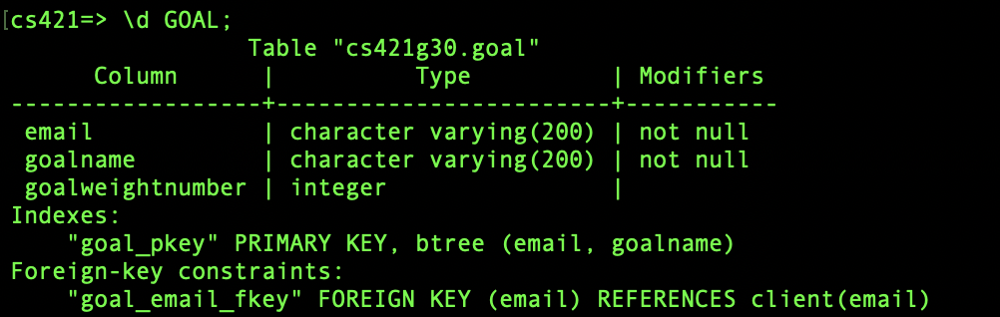 [cs421=> \d GOAL;
Table "cs421g30.goal"
Column | Type | Modifiers
------------------+------------------------+-----------
email | character varying(200) | not null
goalname | character varying(200) | not null
goalweightnumber | integer |
Indexes:
"goal_pkey" PRIMARY KEY, btree (email, goalname)
Foreign-key constraints:
"goal_email_fkey" FOREIGN KEY (email) REFERENCES client(email)